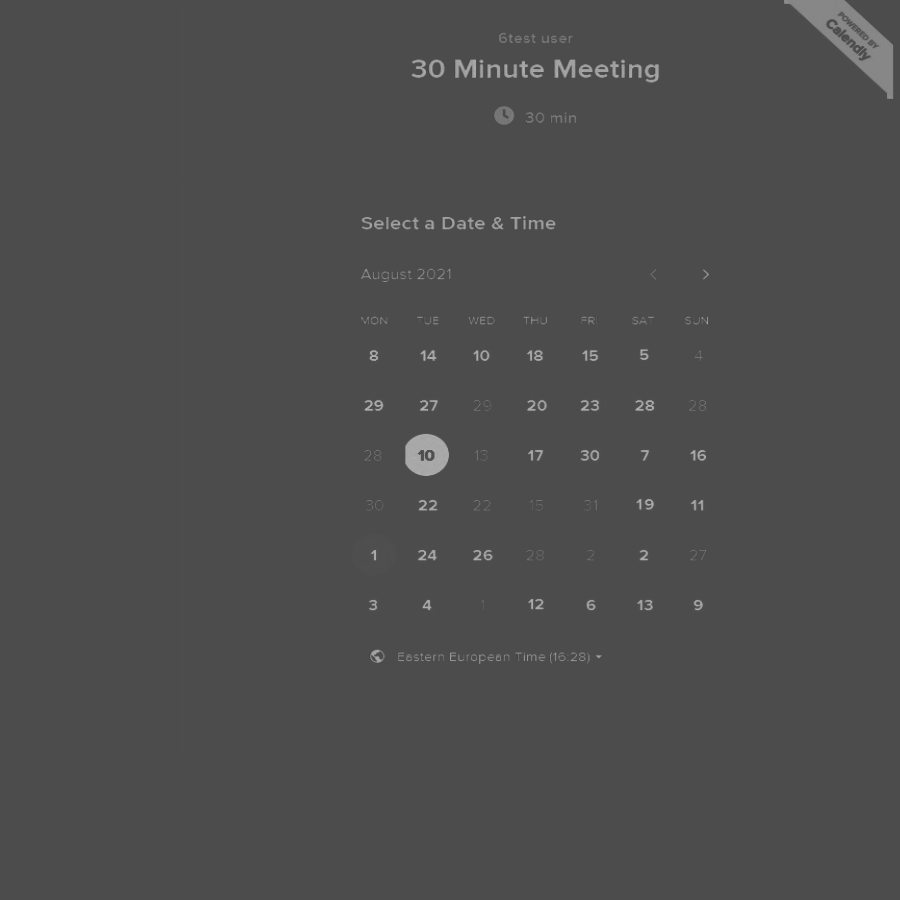 POWERED BY
Calendly
6test user
30 Minute Meeting
30 min
Select a Date & Time
August 2021
MON TUE WED THU FRI SAT SUN
8 14 10 18 15 5 4
29 27 29 20 23 28 28
28 10 13 17 30 7 16
30 22 22 15 31 19 11
1 24 26 28 2 2 27
3 4 1 12 6 13 9
Eastern European Time (16:28)